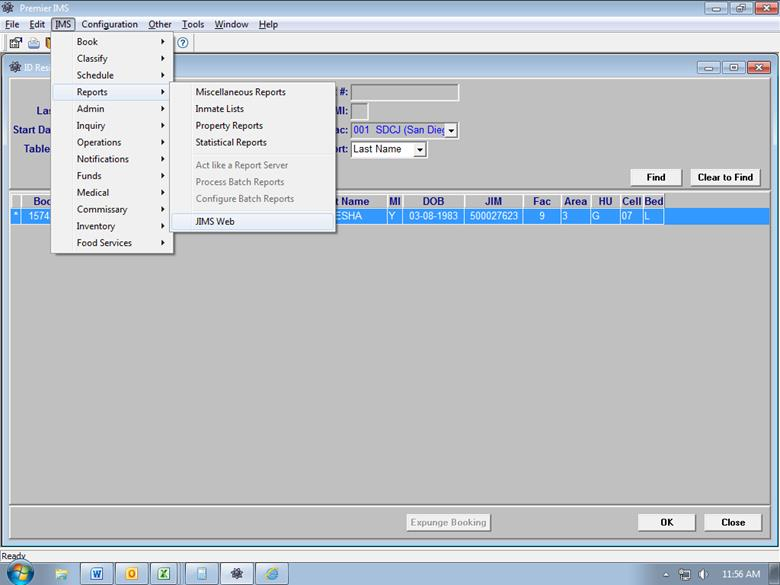 Premier IMS
File Edit IMS Configuration Other Tools Window Help
ID Resi
Book
Classify
Schedule
Reports
Admin
Inquiry
Operations
Notifications
Funds
Medical
Commissary
Inventory
Food Services
Miscellaneous Reports
Inmate Lists
Property Reports
Statistical Reports
Act like a Report Server
Process Batch Reports
Configure Batch Reports
JIMS Web
#:
Las MI:
Start Da ac: 001 SDCJ (San Dieg
Table ort: Last Name
Find Clear to Find
Boo t Name MI DOB JIM Fac Area HU Cell Bed
* 1574 ESHA Y 03-08-1983 500027623 9 3 G 07 L
Expunge Booking OK Close
Ready
11:56 AM